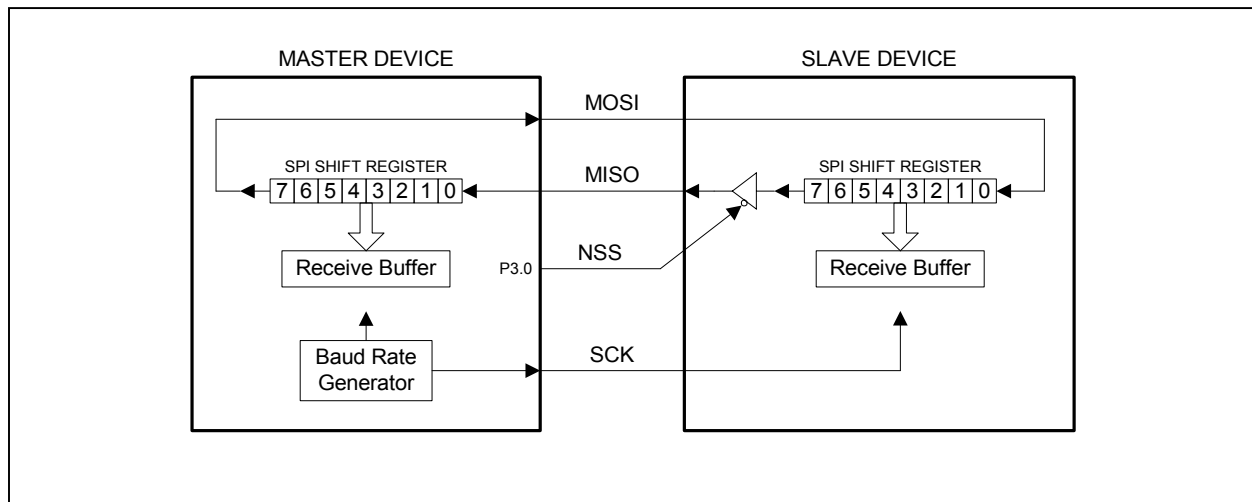 MASTER DEVICE
SLAVE DEVICE
MOSI
SPI SHIFT REGISTER
7 6 5 4 3 2 1 0
MISO
SPI SHIFT REGISTER
7 6 5 4 3 2 1 0
Receive Buffer
P3.0
NSS
Receive Buffer
Baud Rate
Generator
SCK